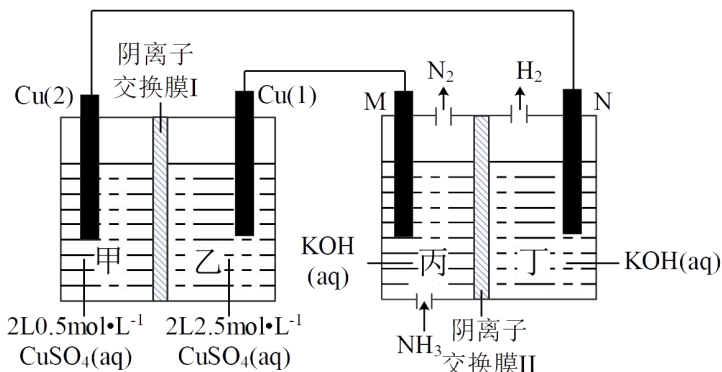 阴离子
交换膜I
Cu(2)
Cu(1)
M
N₂
H₂
N
甲
乙
KOH
(aq)
丙
丁
KOH(aq)
2L0.5mol•L⁻¹
CuSO₄(aq)
2L2.5mol•L⁻¹
CuSO₄(aq)
NH₃
阴离子
交换膜II